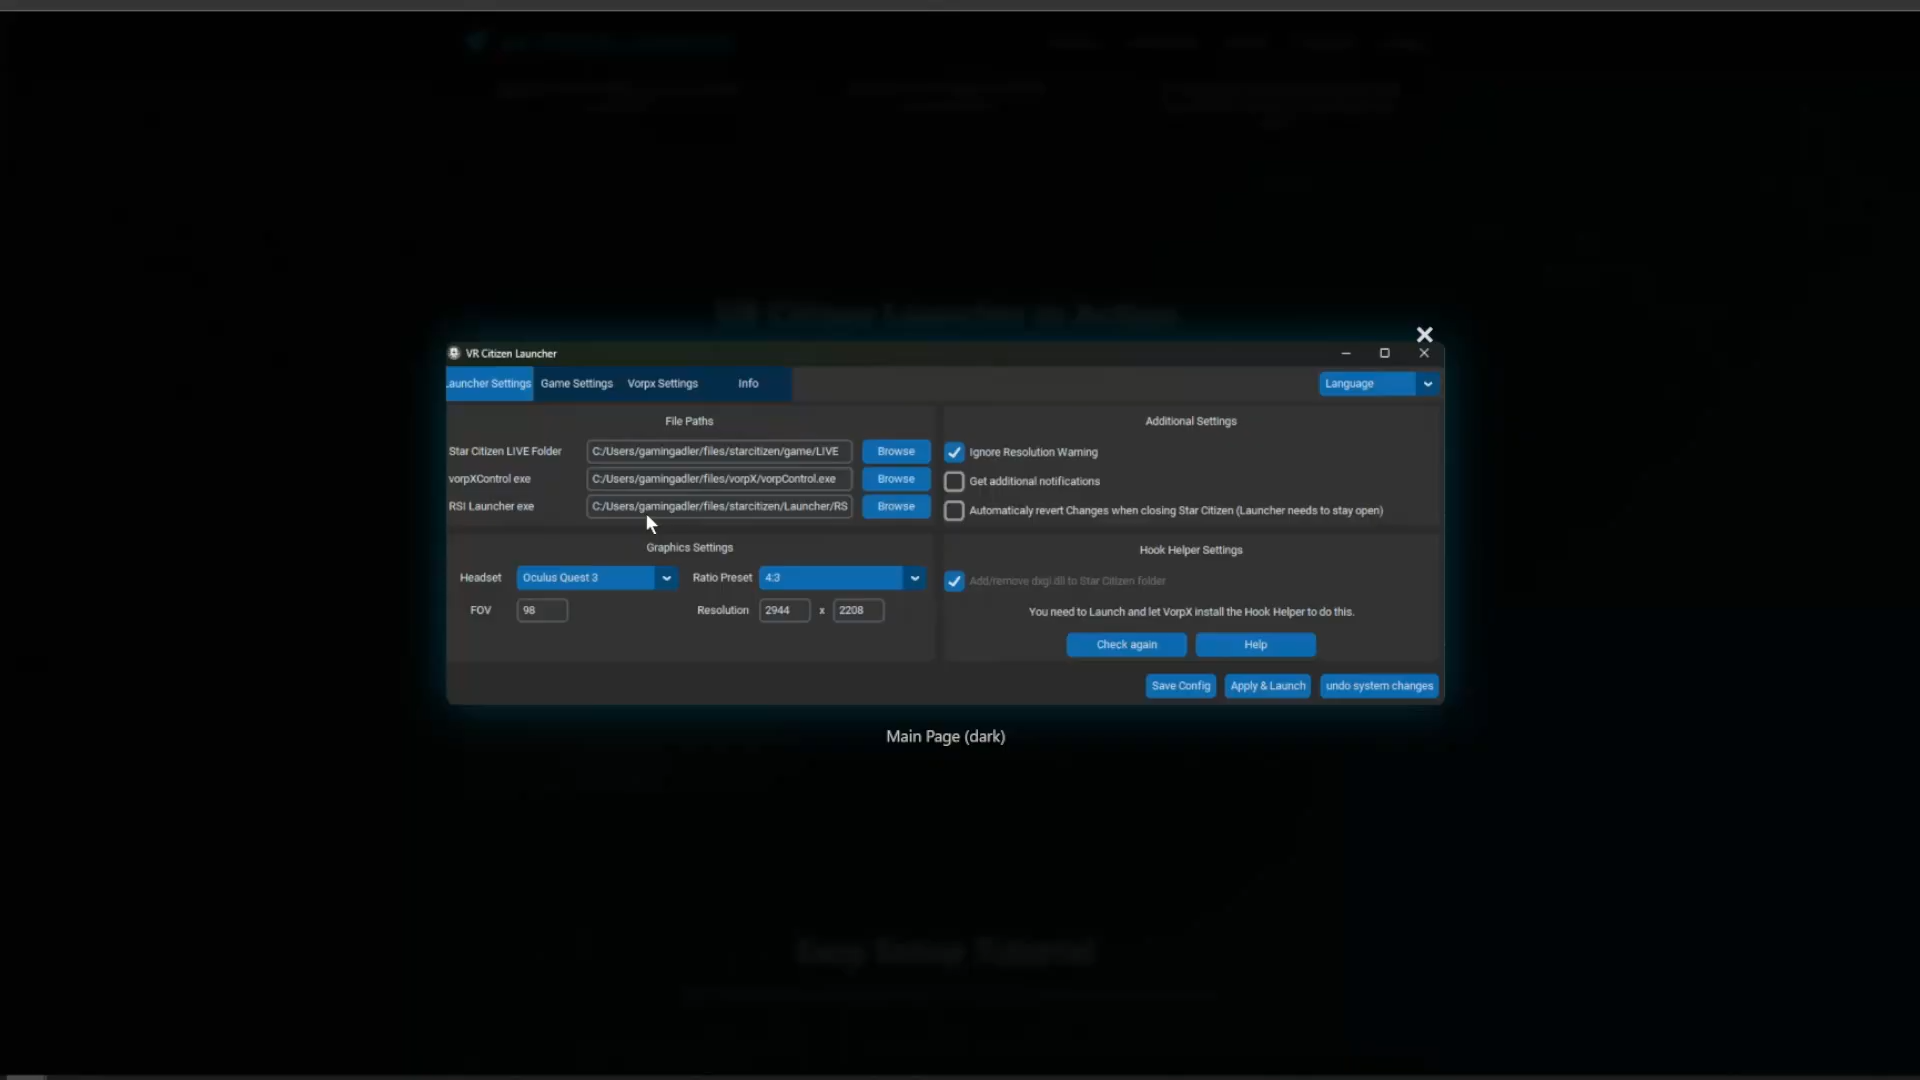 VR Citizen Launcher
auncher Settings Game Settings Vorpx Settings Info Language
File Paths
Star Citizen LIVE Folder C:/Users/gamingadler/files/starcitizen/game/LIVE Browse
vorpXControl exe C:/Users/gamingadler/files/vorpX/vorpControl.exe Browse
RSI Launcher exe C:/Users/gamingadler/files/starcitizen/Launcher/RS Browse
Graphics Settings
Headset Oculus Quest 3 Ratio Preset 4:3
FOV 98 Resolution 2944 x 2208
Additional Settings
Ignore Resolution Warning
Get additional notifications
Automaticaly revert Changes when closing Star Citizen (Launcher needs to stay open)
Hook Helper Settings
Add/remove dxgi.dll to Star Citizen folder
You need to Launch and let VorpX install the Hook Helper to do this.
Check again Help
Save Config Apply & Launch undo system changes
Main Page (dark)
Easy Setup Tutorial